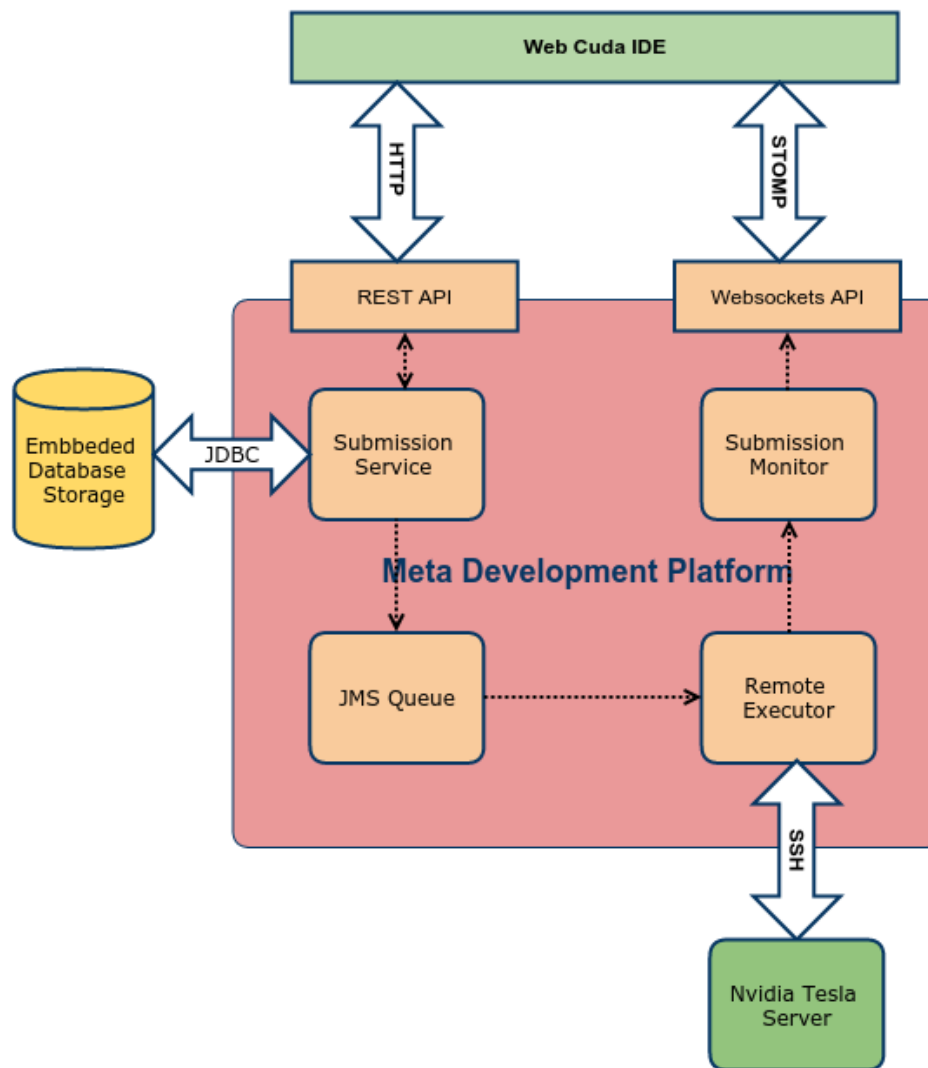 Web Cuda IDE
HTTP
STOMP
REST API
Websockets API
Embbeded
Database
Storage
JDBC
Submission
Service
Submission
Monitor
Meta Development Platform
JMS Queue
Remote
Executor
SSH
Nvidia Tesla
Server